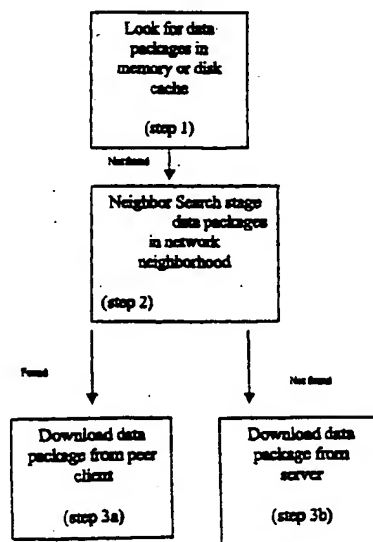 Look for data
packages in
memory or disk
cache
(step 1)
Not found
Neighbor Search stage
data packages
in network
neighborhood
(step 2)
Found
Not found
Download data
package from peer
client
(step 3a)
Download data
package from
server
(step 3b)